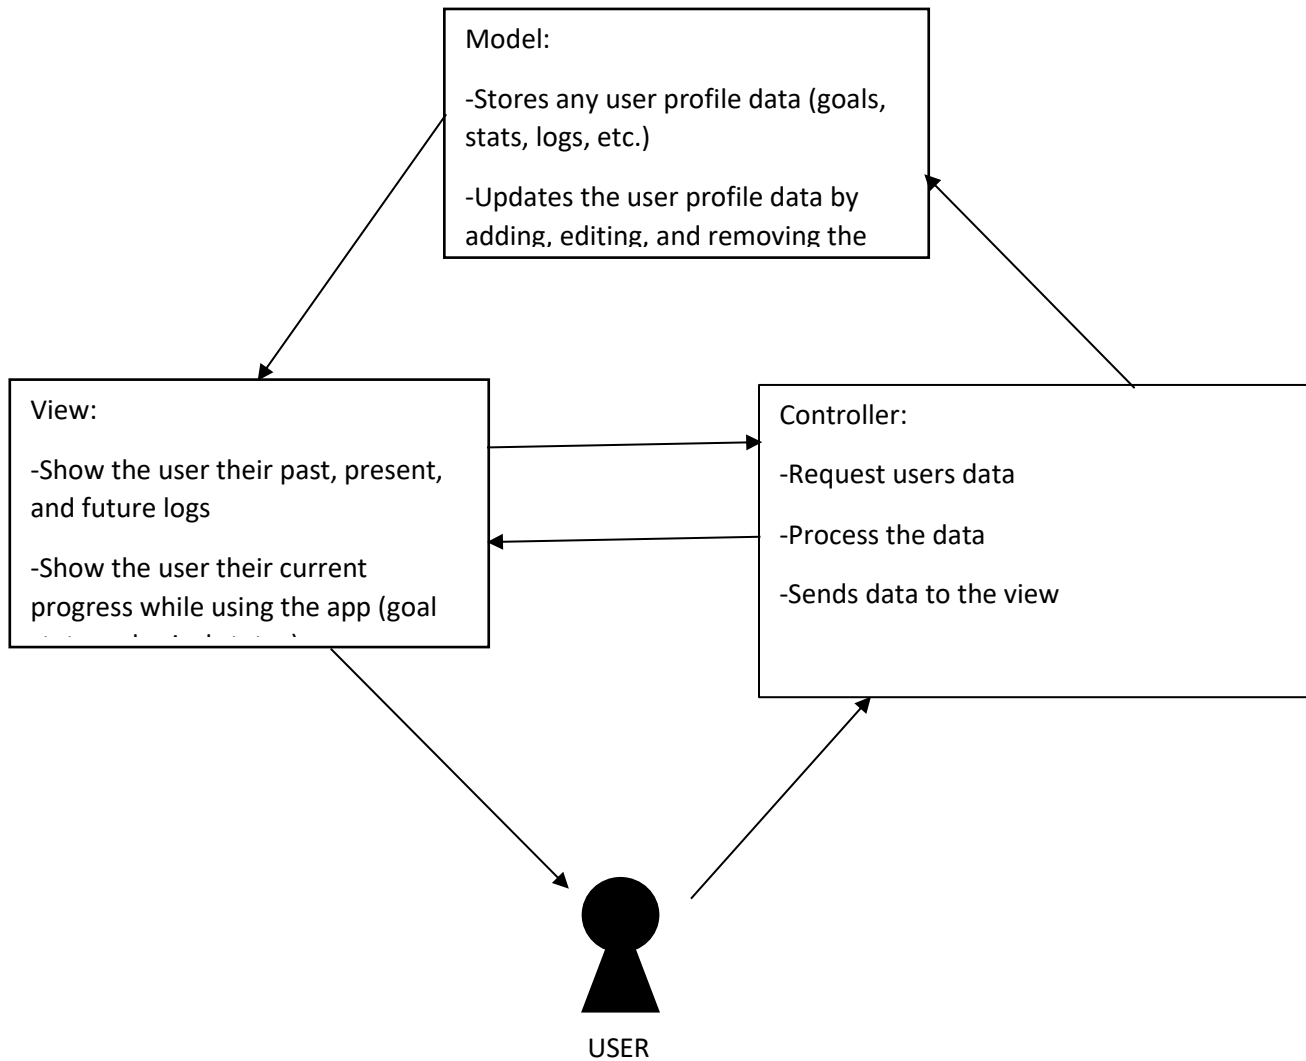 Model:
-Stores any user profile data (goals,
stats, logs, etc.)
-Updates the user profile data by
adding, editing, and removing the
View:
-Show the user their past, present,
and future logs
-Show the user their current
progress while using the app (goal
Controller:
-Request users data
-Process the data
-Sends data to the view
USER